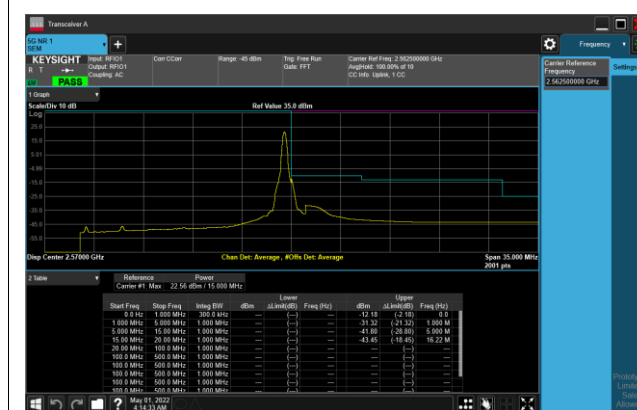 Transceiver A
5G NR 1
SEM
+
Frequency
KEYSIGHT
R T
PASS
Input: RFIO1
Output: RFIO1
Coupling: AC
Corr CCorr
Range: -45 dBm
Trig: Free Run
Gate: FFT
Carrier Ref Freq: 2.562500000 GHz
Avg|Hold: 100.00% of 10
CC Info: Uplink, 1 CC
Carrier Reference
Frequency
2.562500000 GHz
Settings
1 Graph
Scale/Div 10 dB
Ref Value 35.0 dBm
Log
25.0
15.0
5.01
-4.99
-15.0
-25.0
-35.0
-45.0
-55.0
Disp Center 2.57000 GHz
Chan Det: Average, #Offs Det: Average
Span 35.000 MHz
2001 pts
2 Table
Reference Power
Carrier #1 Max 22.56 dBm / 15.000 MHz
Lower Upper
Start Freq Stop Freq Integ BW dBm ΔLimit(dB) Freq (Hz) dBm ΔLimit(dB) Freq (Hz)
0.0 Hz 1.000 MHz 300.0 kHz --- (---) --- -12.18 (-2.18) 0.0
1.000 MHz 5.000 MHz 1.000 MHz --- (---) --- -31.32 (-21.32) 1.000 M
5.000 MHz 15.00 MHz 1.000 MHz --- (---) --- -41.80 (-28.80) 5.000 M
15.00 MHz 20.00 MHz 1.000 MHz --- (---) --- -43.45 (-18.45) 16.22 M
20.00 MHz 100.0 MHz 1.000 MHz --- (---) --- --- (---) ---
100.0 MHz 500.0 MHz 1.000 MHz --- (---) --- --- (---) ---
100.0 MHz 500.0 MHz 1.000 MHz --- (---) --- --- (---) ---
100.0 MHz 500.0 MHz 1.000 MHz --- (---) --- --- (---) ---
100.0 MHz 500.0 MHz 1.000 MHz --- (---) --- --- (---) ---
100.0 MHz 500.0 MHz 1.000 MHz --- (---) --- --- (---) ---
?
May 01, 2022
4:14:33 AM